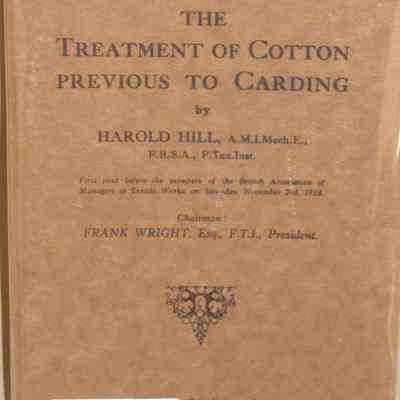 THE
TREATMENT OF COTTON
PREVIOUS TO CARDING
by
HAROLD HILL, A.M.I.Mech.E.,
F.R.S.A., F.Tex.Inst.
First read before the members of the British Association of
Managers of Textile Works on Saturday, November 3rd, 1928.
Chairman:
FRANK WRIGHT, Esq., F.T.I., President.